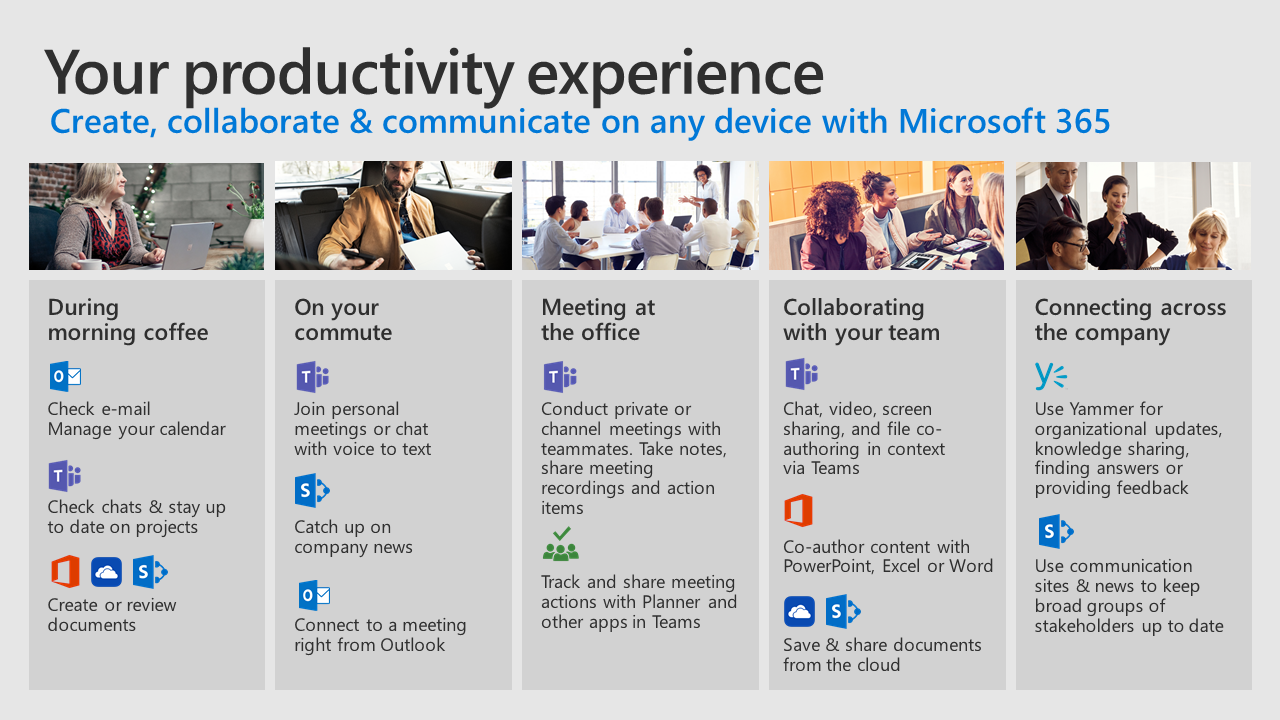 Your productivity experience
Create, collaborate & communicate on any device with Microsoft 365
During
morning coffee
O
Check e-mail
Manage your calendar
T
Check chats & stay up
to date on projects
S
Create or review
documents
On your
commute
T
Join personal
meetings or chat
with voice to text
S
Catch up on
company news
O
Connect to a meeting
right from Outlook
Meeting at
the office
T
Conduct private or
channel meetings with
teammates. Take notes,
share meeting
recordings and action
items
Track and share meeting
actions with Planner and
other apps in Teams
Collaborating
with your team
T
Chat, video, screen
sharing, and file co-
authoring in context
via Teams
Co-author content with
PowerPoint, Excel or Word
S
Save & share documents
from the cloud
Connecting across
the company
y
Use Yammer for
organizational updates,
knowledge sharing,
finding answers or
providing feedback
S
Use communication
sites & news to keep
broad groups of
stakeholders up to date